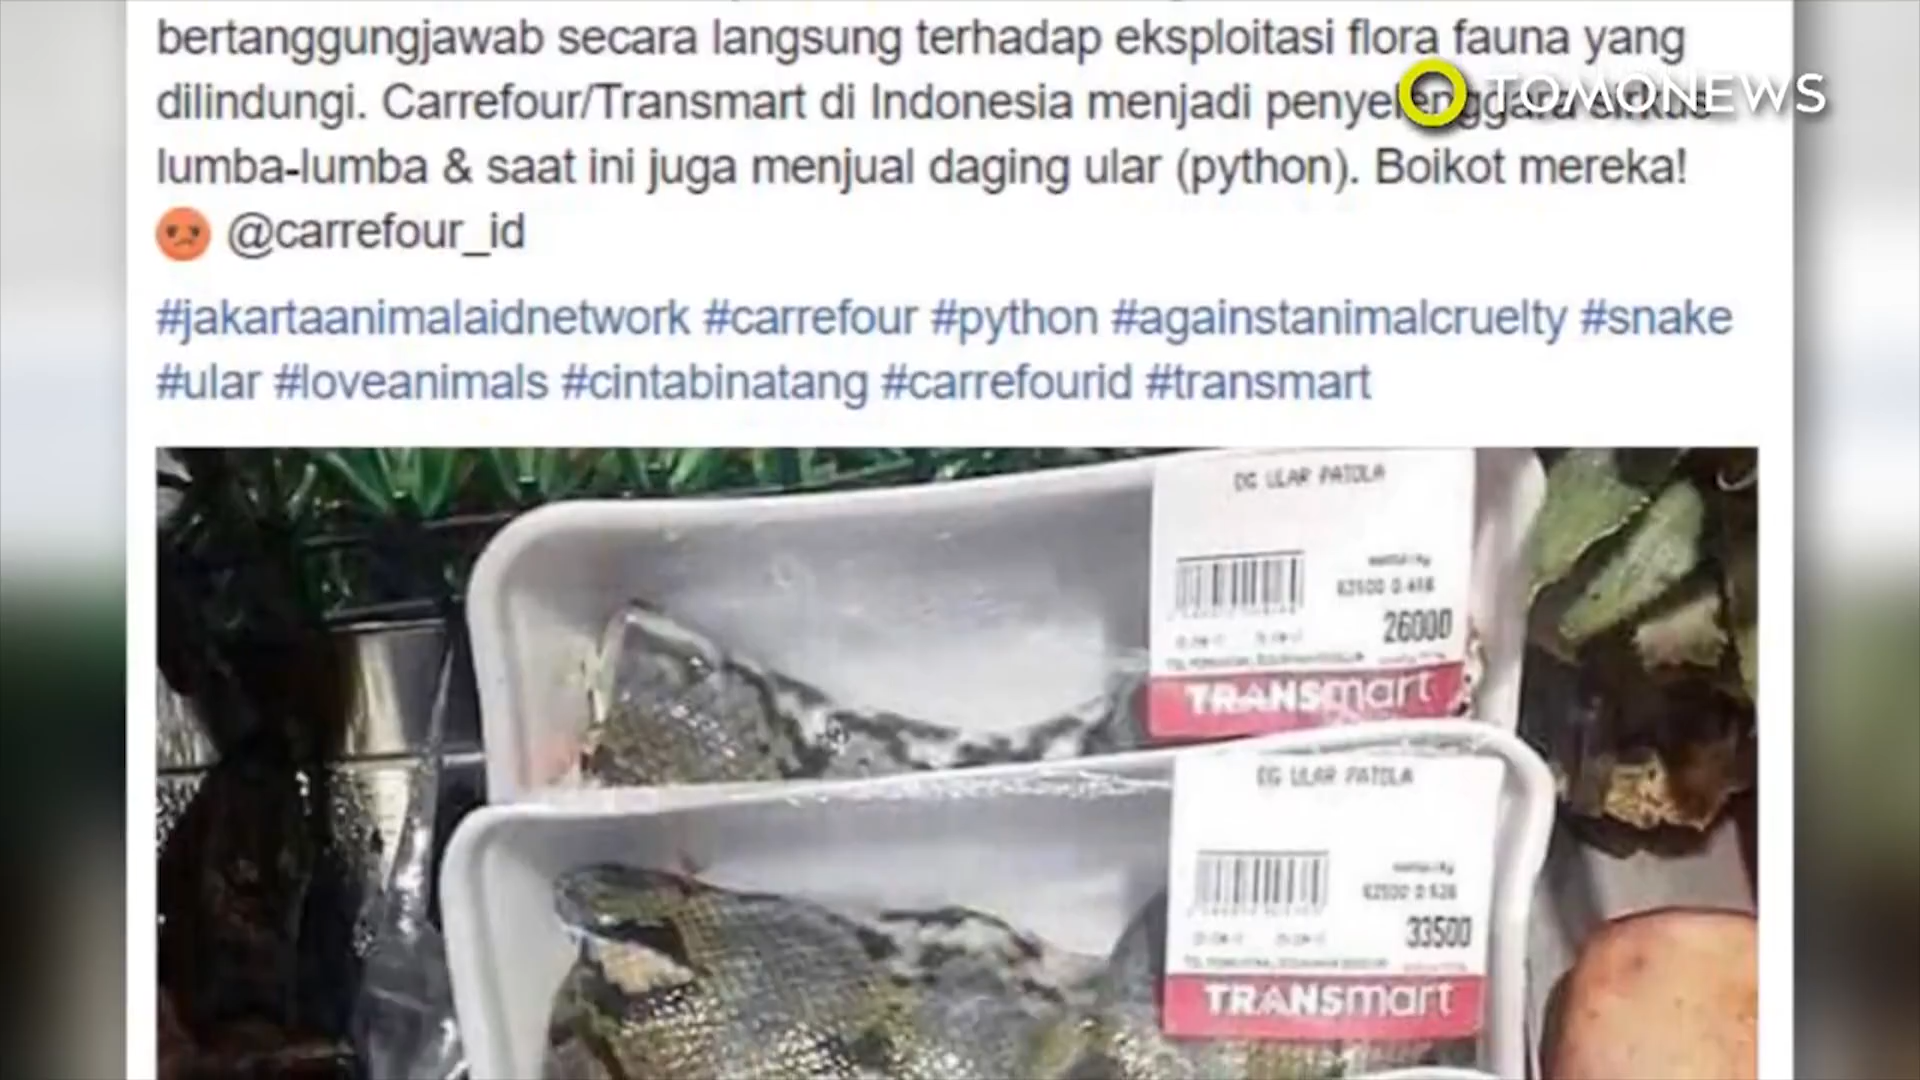 bertanggungjawab secara langsung terhadap eksploitasi flora fauna yang
TOMONEWS
dilindungi. Carrefour/Transmart di Indonesia menjadi penyelenggara sirkus
lumba-lumba & saat ini juga menjual daging ular (python). Boikot mereka!
@carrefour_id
#jakartaanimalaidnetwork #carrefour #python #againstanimalcruelty #snake
#ular #loveanimals #cintabinatang #carrefourid #transmart
DG ULAR PATOLA
26000
TRANSmart
DG ULAR PATOLA
33500
TRANSmart